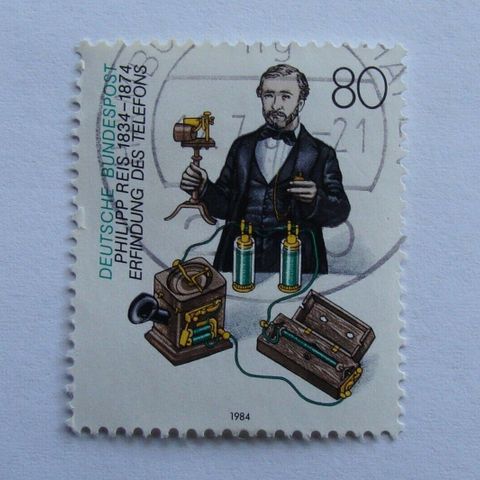 DEUTSCHE BUNDESPOST
PHILIPP REIS 1834–1874
ERFINDUNG DES TELEFONS
80
1984